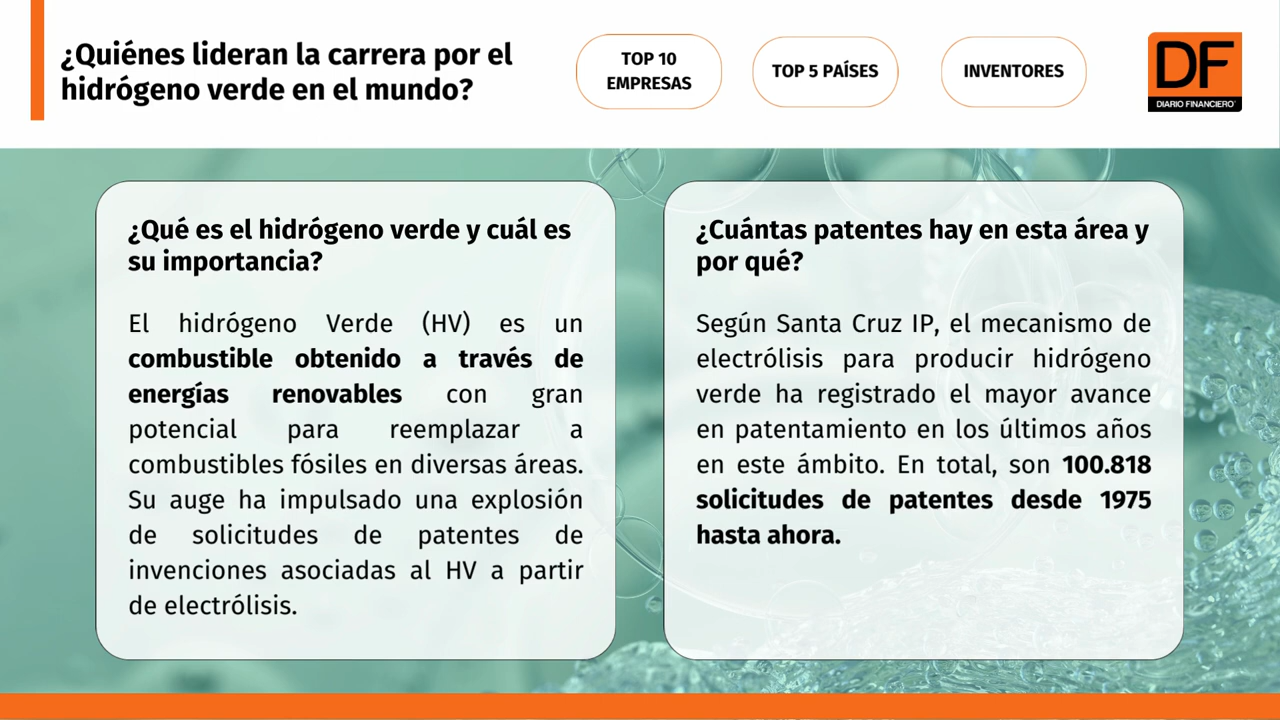 ¿Quiénes lideran la carrera por el
hidrógeno verde en el mundo?
TOP 10
EMPRESAS
TOP 5 PAÍSES
INVENTORES
DF
DIARIO FINANCIERO
¿Qué es el hidrógeno verde y cuál es
su importancia?
El hidrógeno Verde (HV) es un
combustible obtenido a través de
energías renovables con gran
potencial para reemplazar a
combustibles fósiles en diversas áreas.
Su auge ha impulsado una explosión
de solicitudes de patentes de
invenciones asociadas al HV a partir
de electrólisis.
¿Cuántas patentes hay en esta área y
por qué?
Según Santa Cruz IP, el mecanismo de
electrólisis para producir hidrógeno
verde ha registrado el mayor avance
en patentamiento en los últimos años
en este ámbito. En total, son 100.818
solicitudes de patentes desde 1975
hasta ahora.